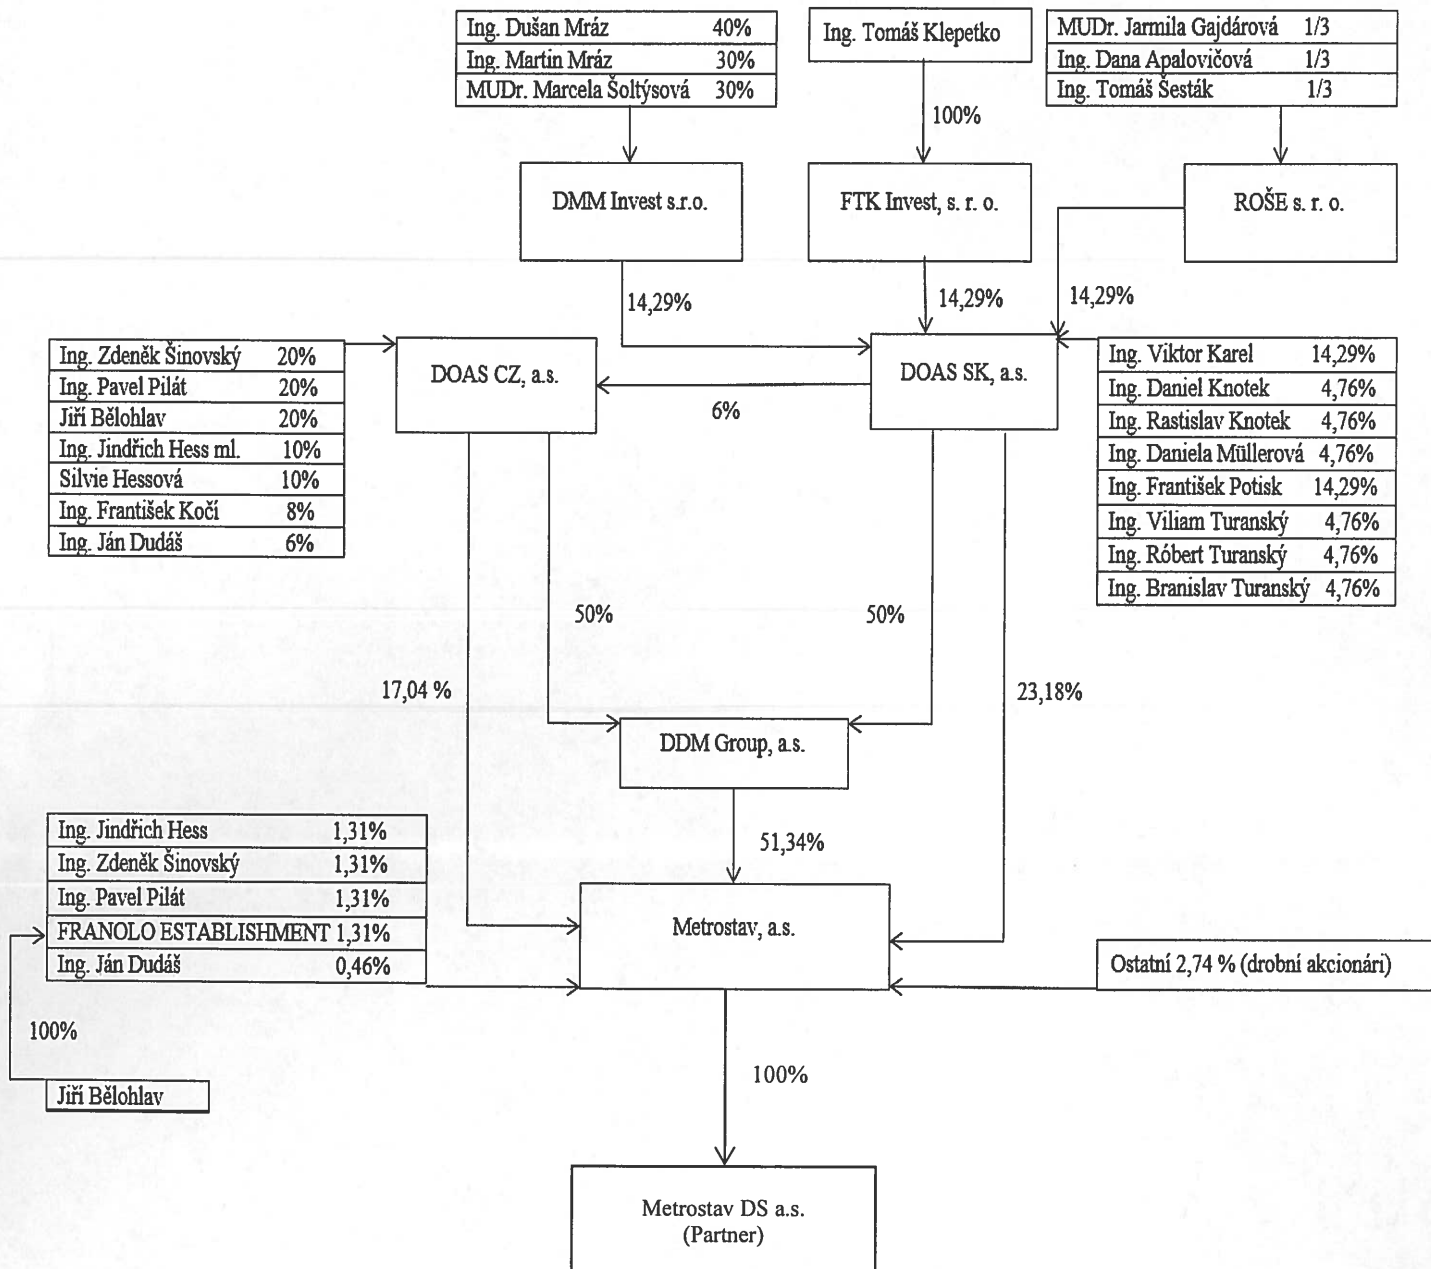 Ing. Dušan Mráz 40%
Ing. Martin Mráz 30%
MUDr. Marcela Šoltýsová 30%
Ing. Tomáš Klepetko
MUDr. Jarmila Gajdárová 1/3
Ing. Dana Apalovičová 1/3
Ing. Tomáš Šesták 1/3
100%
DMM Invest s.r.o.
FTK Invest, s. r. o.
ROŠE s. r. o.
14,29%
14,29%
14,29%
Ing. Zdeněk Šinovský 20%
Ing. Pavel Pilát 20%
Jiří Bělohlav 20%
Ing. Jindřich Hess ml. 10%
Silvie Hessová 10%
Ing. František Kočí 8%
Ing. Ján Dudáš 6%
DOAS CZ, a.s.
DOAS SK, a.s.
6%
Ing. Viktor Karel 14,29%
Ing. Daniel Knotek 4,76%
Ing. Rastislav Knotek 4,76%
Ing. Daniela Müllerová 4,76%
Ing. František Potisk 14,29%
Ing. Viliam Turanský 4,76%
Ing. Róbert Turanský 4,76%
Ing. Branislav Turanský 4,76%
50%
50%
17,04 %
23,18%
DDM Group, a.s.
51,34%
Ing. Jindřich Hess 1,31%
Ing. Zdeněk Šinovský 1,31%
Ing. Pavel Pilát 1,31%
FRANOLO ESTABLISHMENT 1,31%
Ing. Ján Dudáš 0,46%
Metrostav, a.s.
Ostatní 2,74 % (drobní akcionári)
100%
Jiří Bělohlav
100%
Metrostav DS a.s.
(Partner)